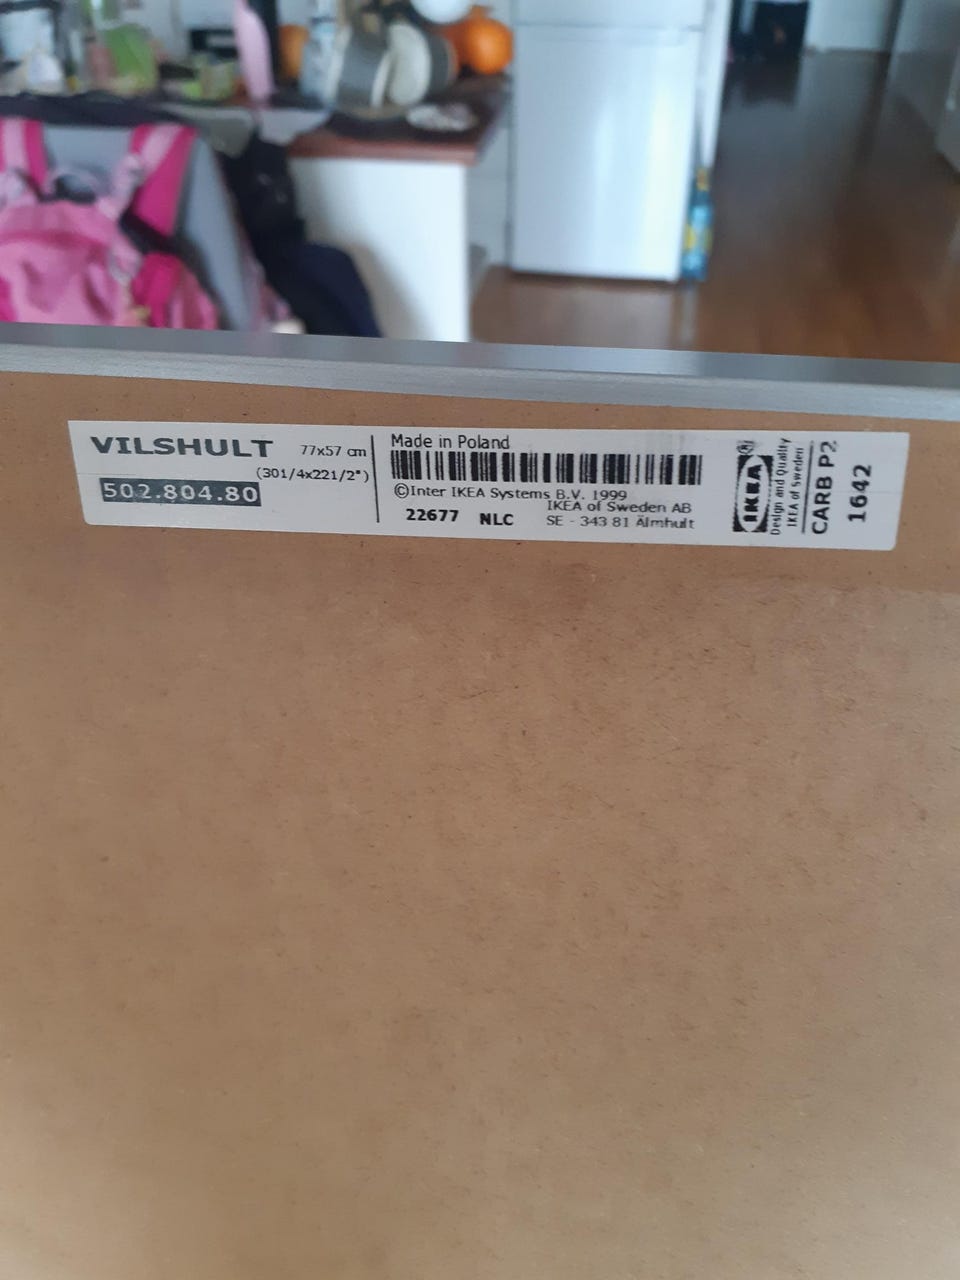 VILSHULT
77x57 cm
(301/4x221/2")
502.804.80
Made in Poland
©Inter IKEA Systems B.V. 1999
IKEA of Sweden AB
22677 NLC
SE - 343 81 Älmhult
IKEA®
Design and Quality
IKEA of Sweden
CARB P2
1642